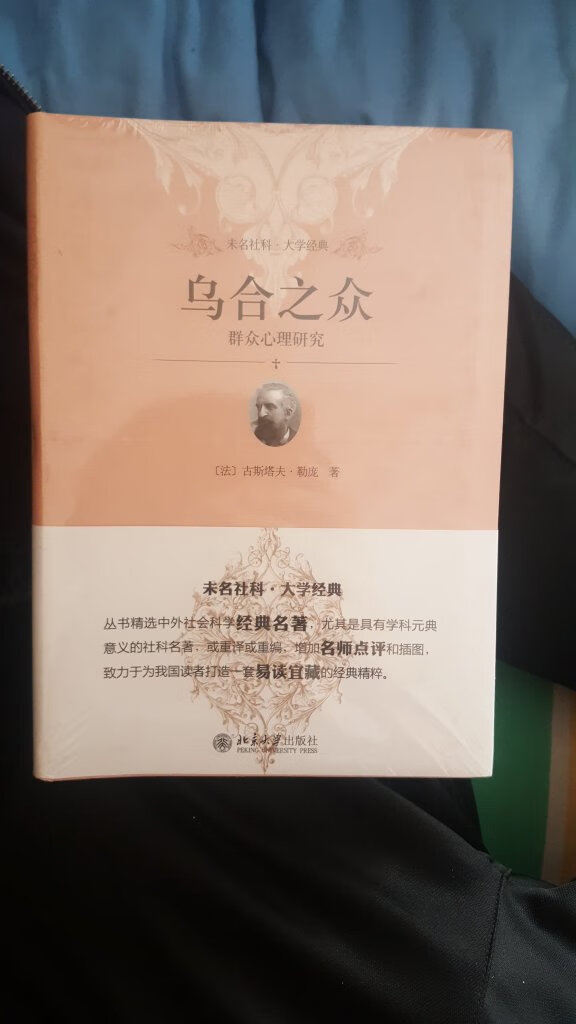 未名社科·大学经典
乌合之众
群众心理研究
〔法〕古斯塔夫·勒庞 著
未名社科·大学经典
丛书精选中外社会科学经典名著，尤其是具有学科元典
意义的社科名著，或重译或重编，增加名师点评和插图，
致力于为我国读者打造一套易读宜藏的经典精粹。
北京大学出版社
PEKING UNIVERSITY PRESS